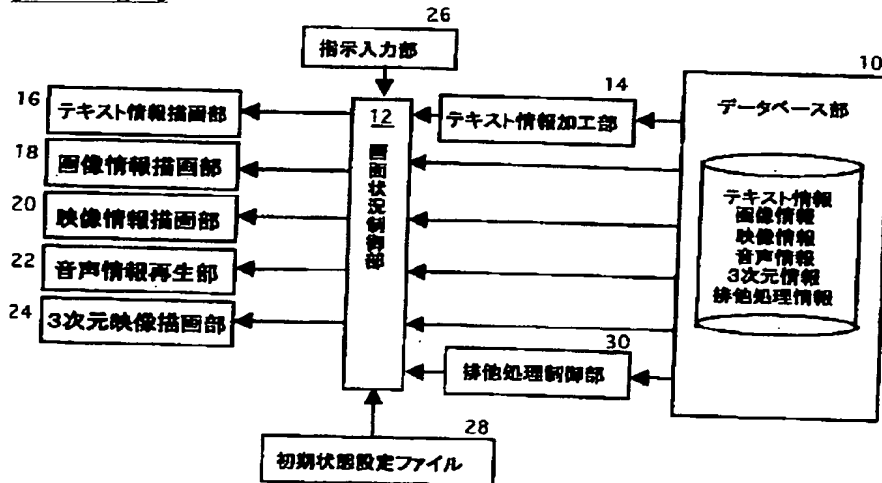 26
指示入力部
10
データベース部
16
テキスト情報描画部
12
画面状況制御部
14
テキスト情報加工部
18
画像情報描画部
20
映像情報描画部
22
音声情報再生部
24
3次元映像描画部
テキスト情報
画像情報
映像情報
音声情報
3次元情報
排他処理情報
30
排他処理制御部
28
初期状態設定ファイル